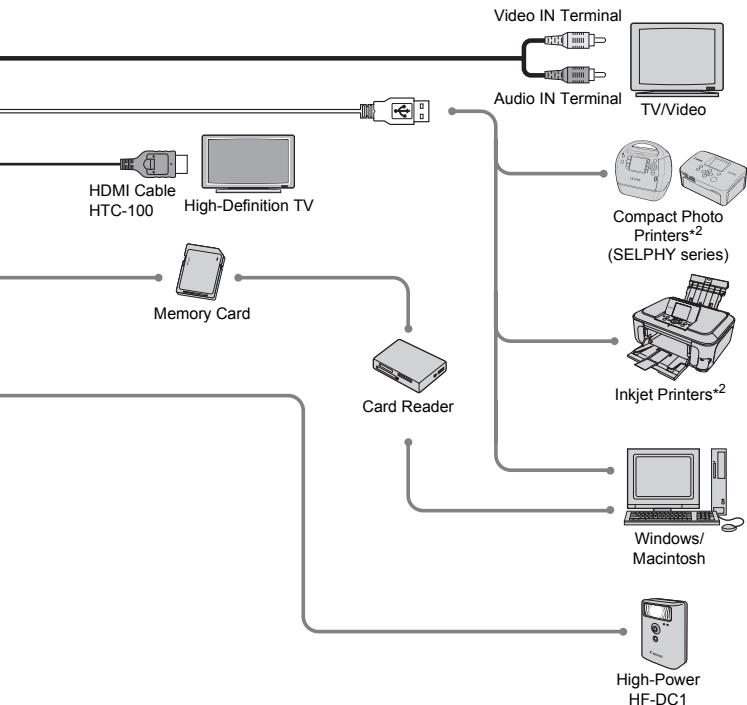 Video IN Terminal
Audio IN Terminal
TV/Video
HDMI Cable
HTC-100
High-Definition TV
Compact Photo
Printers*2
(SELPHY series)
Memory Card
Inkjet Printers*2
Card Reader
Windows/
Macintosh
Canon
High-Power
HF-DC1